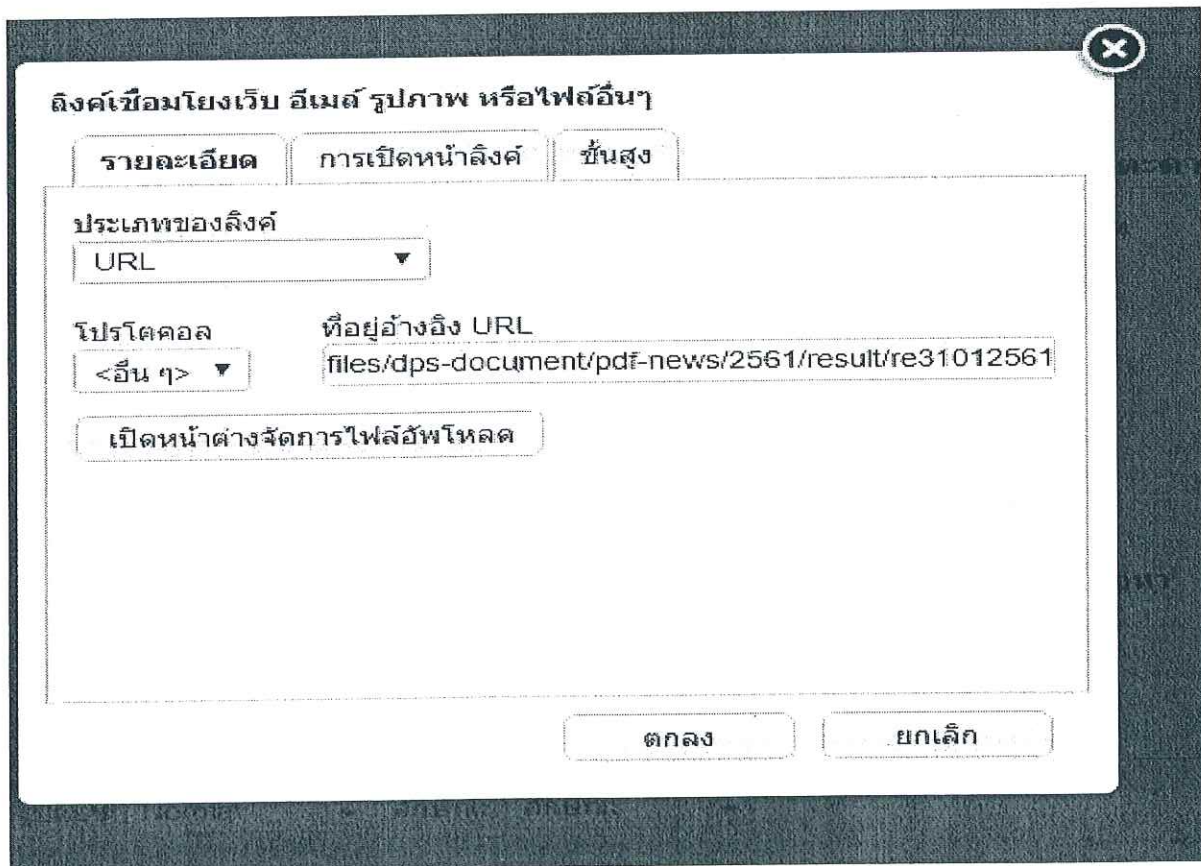 ลิงค์เชื่อมโยงเว็บ อีเมล์ รูปภาพ หรือไฟล์อื่นๆ
รายละเอียด การเปิดหน้าลิงค์ ขั้นสูง
ประเภทของลิงค์
URL
โปรโตคอล ที่อยู่อ้างอิง URL
<อื่น ๆ> files/dps-document/pdf-news/2561/result/re31012561
เปิดหน้าต่างจัดการไฟล์อัพโหลด
ตกลง ยกเลิก